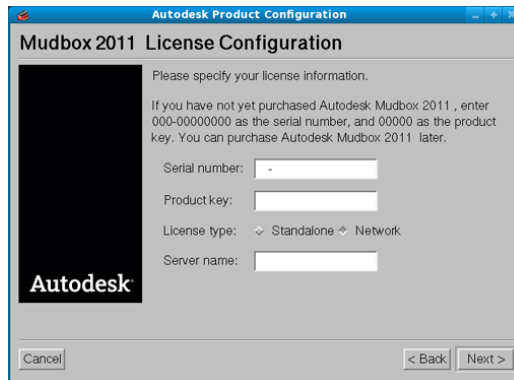 Autodesk Product Configuration
Mudbox 2011 License Configuration
Please specify your license information.
If you have not yet purchased Autodesk Mudbox 2011 , enter
000-00000000 as the serial number, and 00000 as the product
key. You can purchase Autodesk Mudbox 2011 later.
Serial number: -
Product key:
License type: Standalone Network
Server name:
Autodesk
Cancel < Back Next >